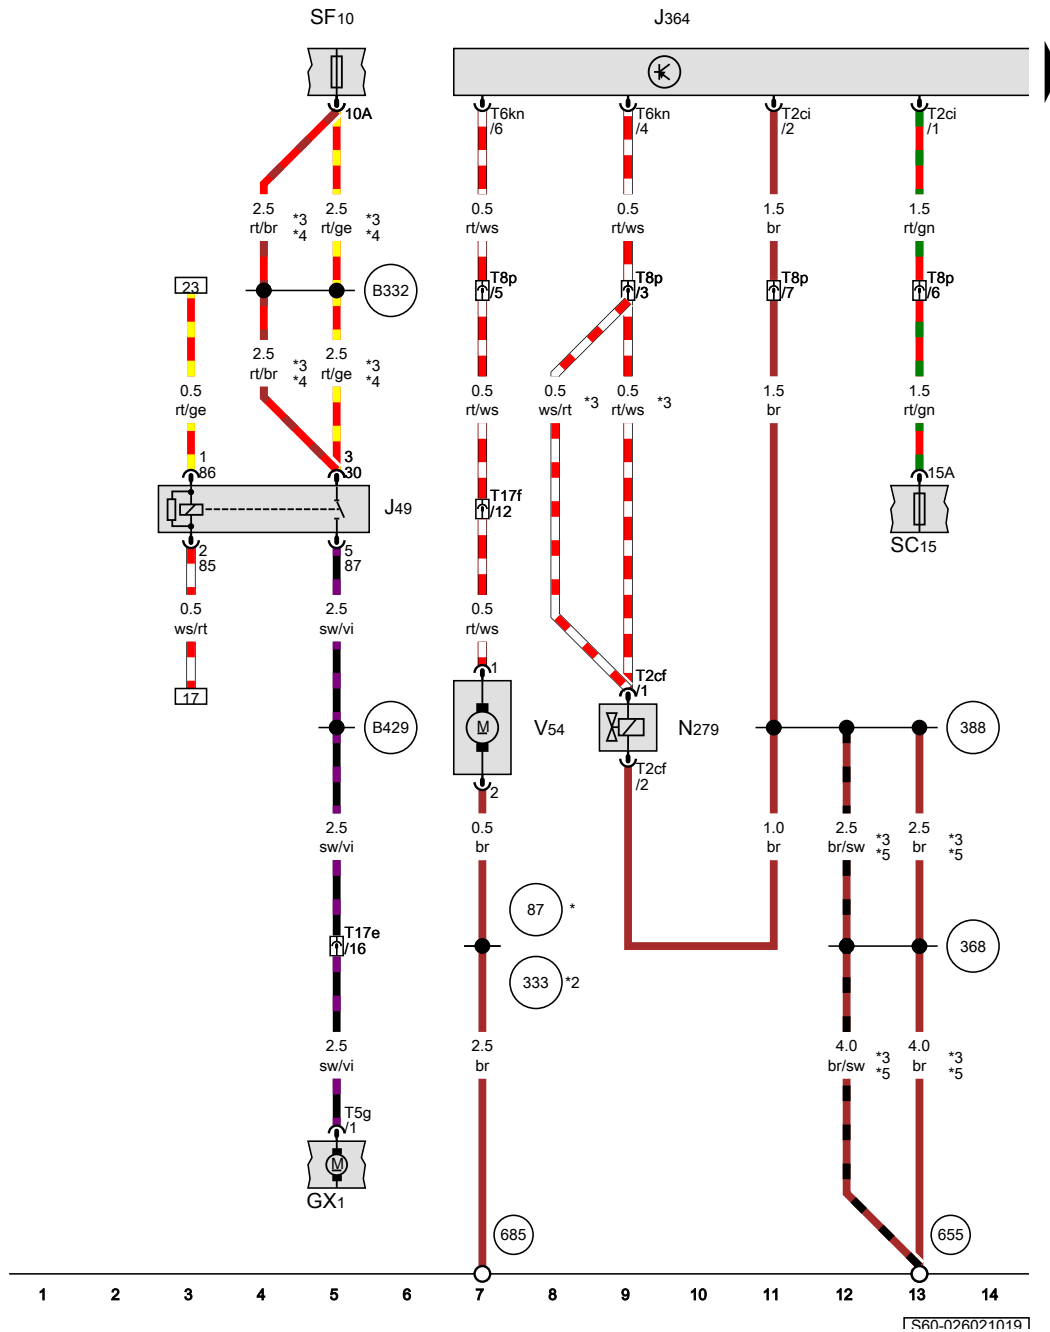 SF10
J364
10A
T6kn
/6
T6kn
/4
T2ci
/2
T2ci
/1
2.5
rt/br
*3
*4
2.5
rt/ge
*3
*4
0.5
rt/ws
0.5
rt/ws
1.5
br
1.5
rt/gn
23
B332
T8p
/5
T8p
/3
T8p
/7
T8p
/6
2.5
rt/br
*3
*4
2.5
rt/ge
*3
*4
0.5
rt/ge
0.5
rt/ws
0.5
ws/rt
*3
0.5
rt/ws
*3
1.5
br
1.5
rt/gn
1
86
3
30
15A
J49
T17f
/12
SC15
2
85
5
87
0.5
ws/rt
2.5
sw/vi
0.5
rt/ws
17
1
T2cf
/1
B429
M
V54
N279
388
T2cf
/2
2
2.5
sw/vi
0.5
br
1.0
br
2.5
br/sw
*3
*5
2.5
br
*3
*5
87
*
T17e
/16
368
333
*2
2.5
sw/vi
2.5
br
4.0
br/sw
*3
*5
4.0
br
*3
*5
T5g
/1
M
GX1
685
655
1 2 3 4 5 6 7 8 9 10 11 12 13 14
S60-026021019